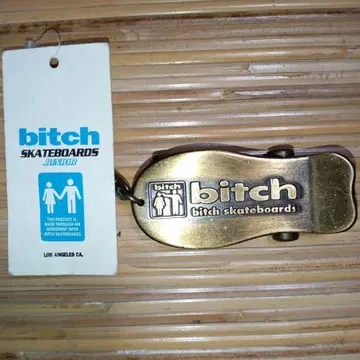 bitch
SKATEBOARDS
JUNIOR
THIS PRODUCT IS
MADE THROUGH AN
AGREEMENT WITH
BITCH SKATEBOARDS.
LOS ANGELES CA.
bitch
bitch
bitch skateboards